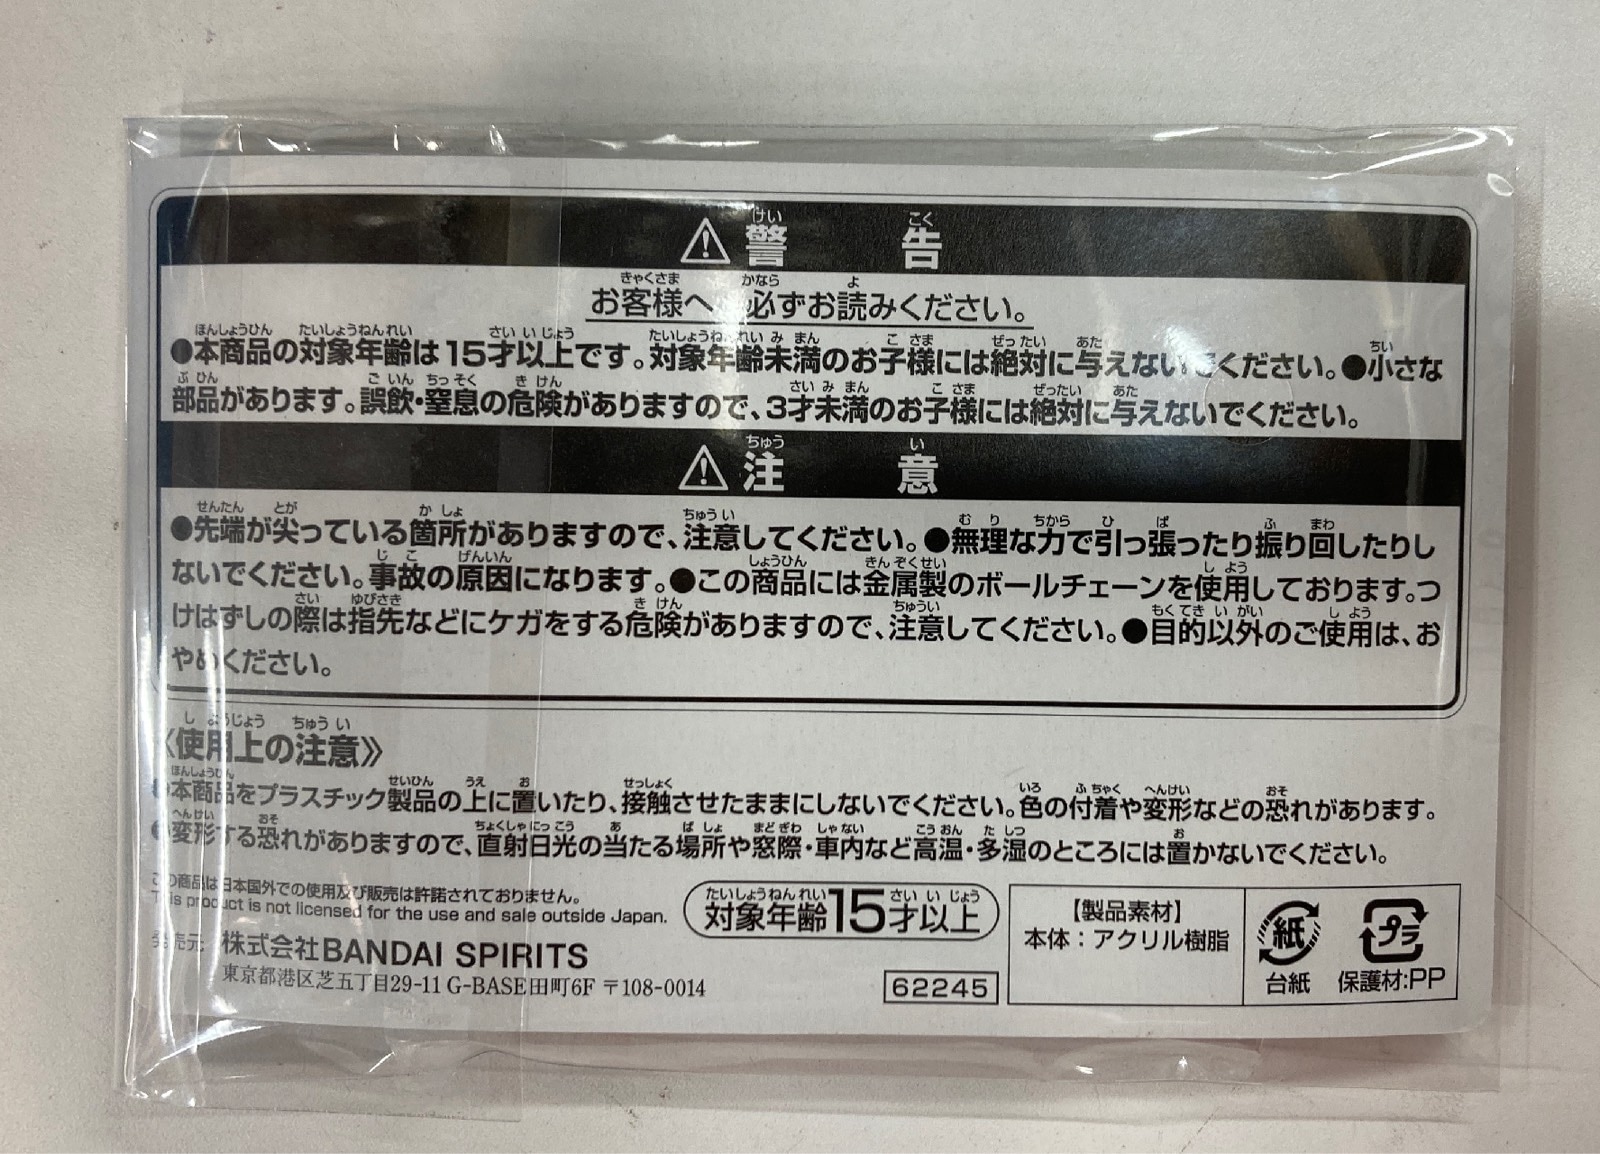 ⚠警告
お客様へ 必ずお読みください。
●本商品の対象年齢は15才以上です。対象年齢未満のお子様には絶対に与えないでください。●小さな
部品があります。誤飲・窒息の危険がありますので、3才未満のお子様には絶対に与えないでください。
⚠注意
●先端が尖っている箇所がありますので、注意してください。●無理な力で引っ張ったり振り回したりし
ないでください。事故の原因になります。●この商品には金属製のボールチェーンを使用しております。つ
けはずしの際は指先などにケガをする危険がありますので、注意してください。●目的以外のご使用は、お
やめください。
《使用上の注意》
●本商品をプラスチック製品の上に置いたり、接触させたままにしないでください。色の付着や変形などの恐れがあります。
●変形する恐れがありますので、直射日光の当たる場所や窓際・車内など高温・多湿のところには置かないでください。
この商品は日本国外での使用及び販売は許諾されておりません。
This product is not licensed for the use and sale outside Japan.
発売元 株式会社BANDAI SPIRITS
東京都港区芝五丁目29-11 G-BASE田町6F 〒108-0014
対象年齢15才以上
62245
【製品素材】
本体：アクリル樹脂
紙
台紙
プラ
保護材:PP